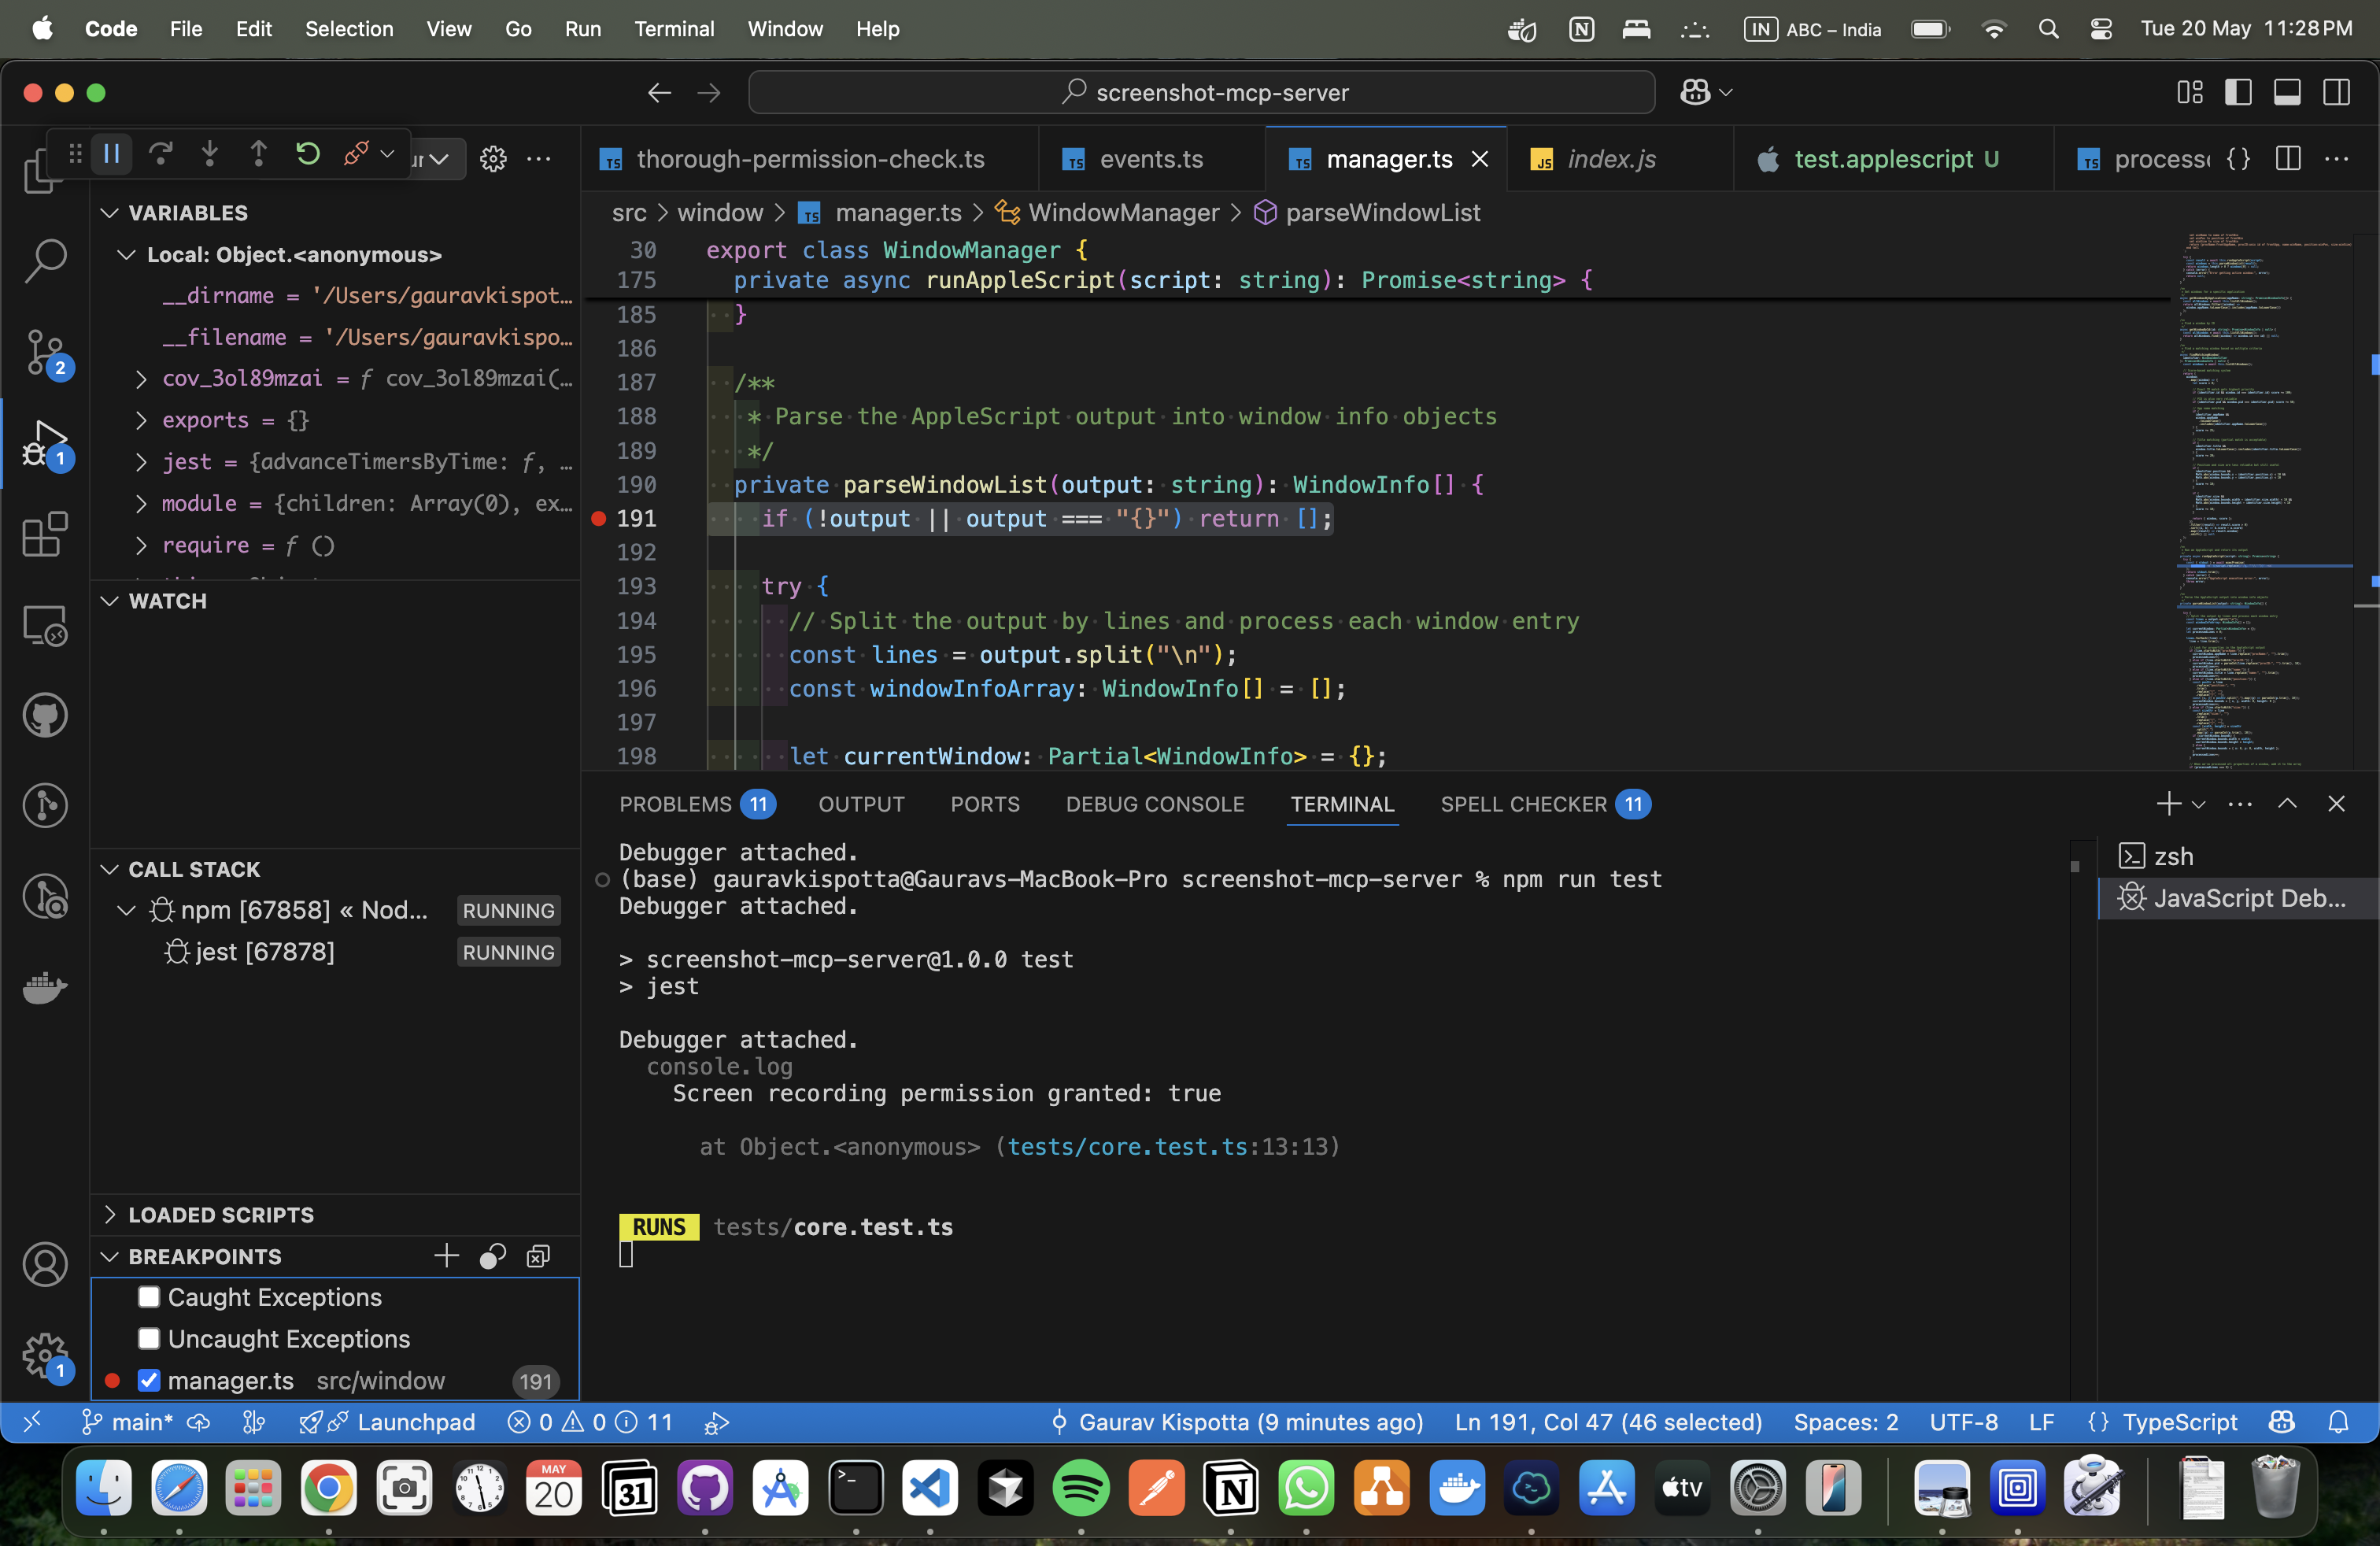 Code File Edit Selection View Go Run Terminal Window Help
IN ABC – India Tue 20 May 11:28 PM
screenshot-mcp-server
thorough-permission-check.ts
events.ts
manager.ts
index.js
test.applescript U
VARIABLES
Local: Object.<anonymous>
__dirname = '/Users/gauravkispot…
__filename = '/Users/gauravkispo…
cov_3ol89mzai = ƒ cov_3ol89mzai(…
exports = {}
jest = {advanceTimersByTime: ƒ, …
module = {children: Array(0), ex…
require = ƒ ()
WATCH
CALL STACK
npm [67858] « Nod... RUNNING
jest [67878] RUNNING
LOADED SCRIPTS
BREAKPOINTS
Caught Exceptions
Uncaught Exceptions
manager.ts src/window 191
2
1
1
src > window > TS manager.ts > WindowManager > parseWindowList
30 export class WindowManager {
175 private async runAppleScript(script: string): Promise<string> {
185 }
186
187 /**
188 * Parse the AppleScript output into window info objects
189 */
190 private parseWindowList(output: string): WindowInfo[] {
191 if (!output || output === "{}") return [];
192
193 try {
194 // Split the output by lines and process each window entry
195 const lines = output.split("\n");
196 const windowInfoArray: WindowInfo[] = [];
197
198 let currentWindow: Partial<WindowInfo> = {};
PROBLEMS 11 OUTPUT PORTS DEBUG CONSOLE TERMINAL SPELL CHECKER 11
Debugger attached.
(base) gauravkispotta@Gauravs-MacBook-Pro screenshot-mcp-server % npm run test
Debugger attached.
> screenshot-mcp-server@1.0.0 test
> jest
Debugger attached.
console.log
Screen recording permission granted: true
at Object.<anonymous> (tests/core.test.ts:13:13)
RUNS tests/core.test.ts
zsh
JavaScript Deb...
main* Launchpad 0 0 11
Gaurav Kispotta (9 minutes ago) Ln 191, Col 47 (46 selected) Spaces: 2 UTF-8 LF {} TypeScript
MAY
20
31
tv